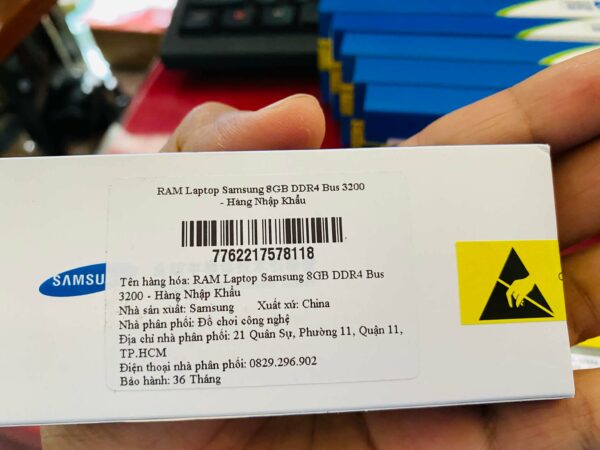 RAM Laptop Samsung 8GB DDR4 Bus 3200
- Hàng Nhập Khẩu
7762217578118
SAMSU
Tên hàng hóa: RAM Laptop Samsung 8GB DDR4 Bus
3200 - Hàng Nhập Khẩu
Nhà sản xuất: Samsung Xuất xứ: China
Nhà phân phối: Đồ chơi công nghệ
Địa chỉ nhà phân phối: 21 Quân Sự, Phường 11, Quận 11,
TP.HCM
Điện thoại nhà phân phối: 0829.296.902
Bảo hành: 36 Tháng